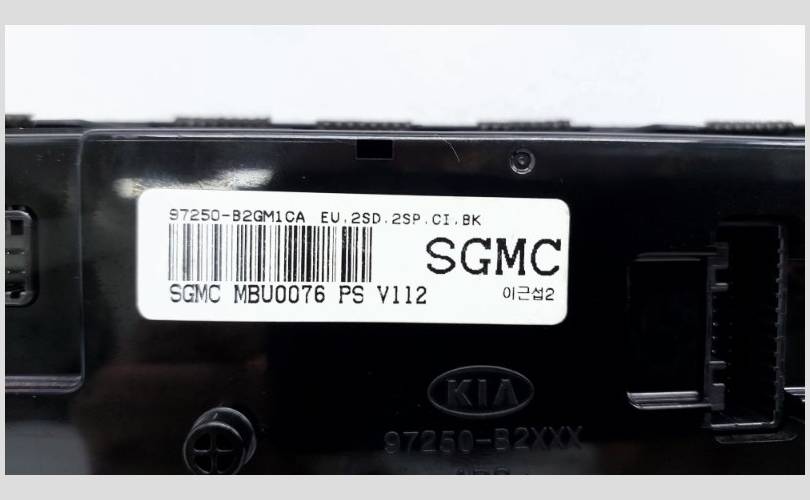 97250-B2GM1CA EU.2SD.2SP.CI.BK
SGMC
SGMC MBU0076 PS V112
이근섭2
KIA
97250-B2XXX